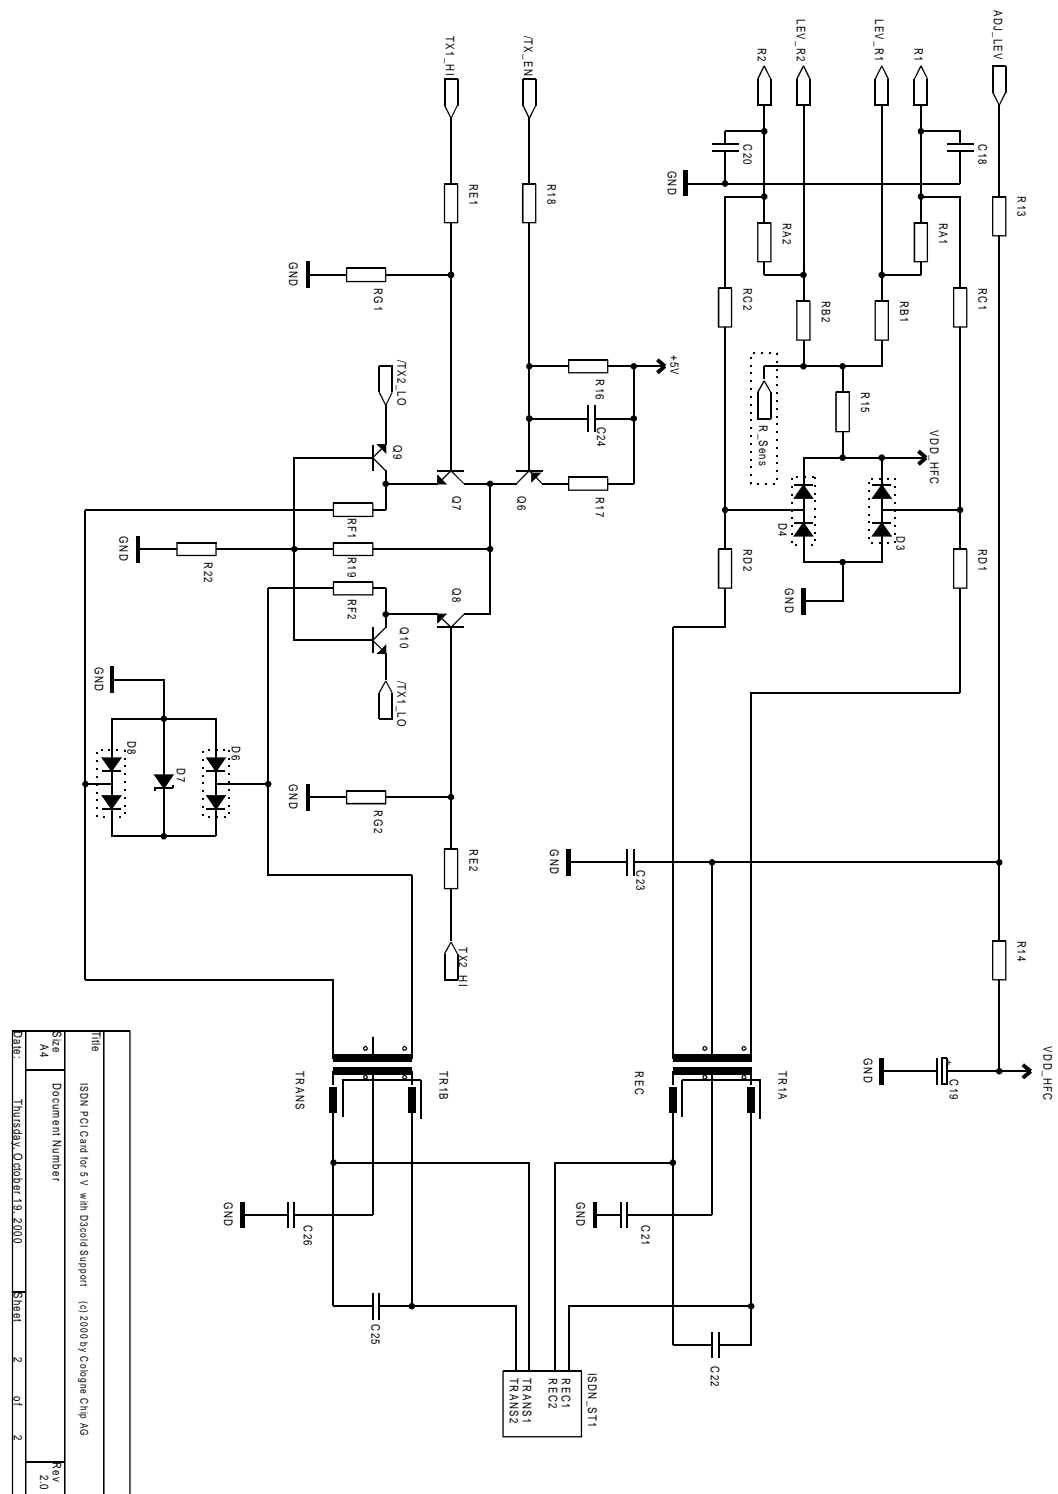 ADJ_LEV
R13
R14
VDD_HFC
+
C19
GND
R1
LEV_R1
LEV_R2
R2
C18
C20
GND
RA1
RA2
RC1
RB1
RB2
RC2
R15
VDD_HFC
R_Sens
D3
D4
GND
RD1
RD2
C23
GND
TR1A
REC
C21
GND
C22
/TX_EN
R18
+5V
R16
C24
R17
Q6
TX1_HI
RE1
RG1
GND
/TX2_LO
Q9
Q7
RF1
R19
RF2
R22
GND
Q8
Q10
/TX1_LO
RG2
GND
RE2
TX2_HI
GND
D6
D7
D8
TR1B
TRANS
C26
GND
C25
ISDN_ST1
REC1
REC2
TRANS1
TRANS2
Title
ISDN PCI Card for 5 V with D3cold Support (c) 2000 by Cologne Chip AG
Size
A4
Document Number
Rev
2.0
Date:
Thursday, October 19, 2000
Sheet
2
of
2